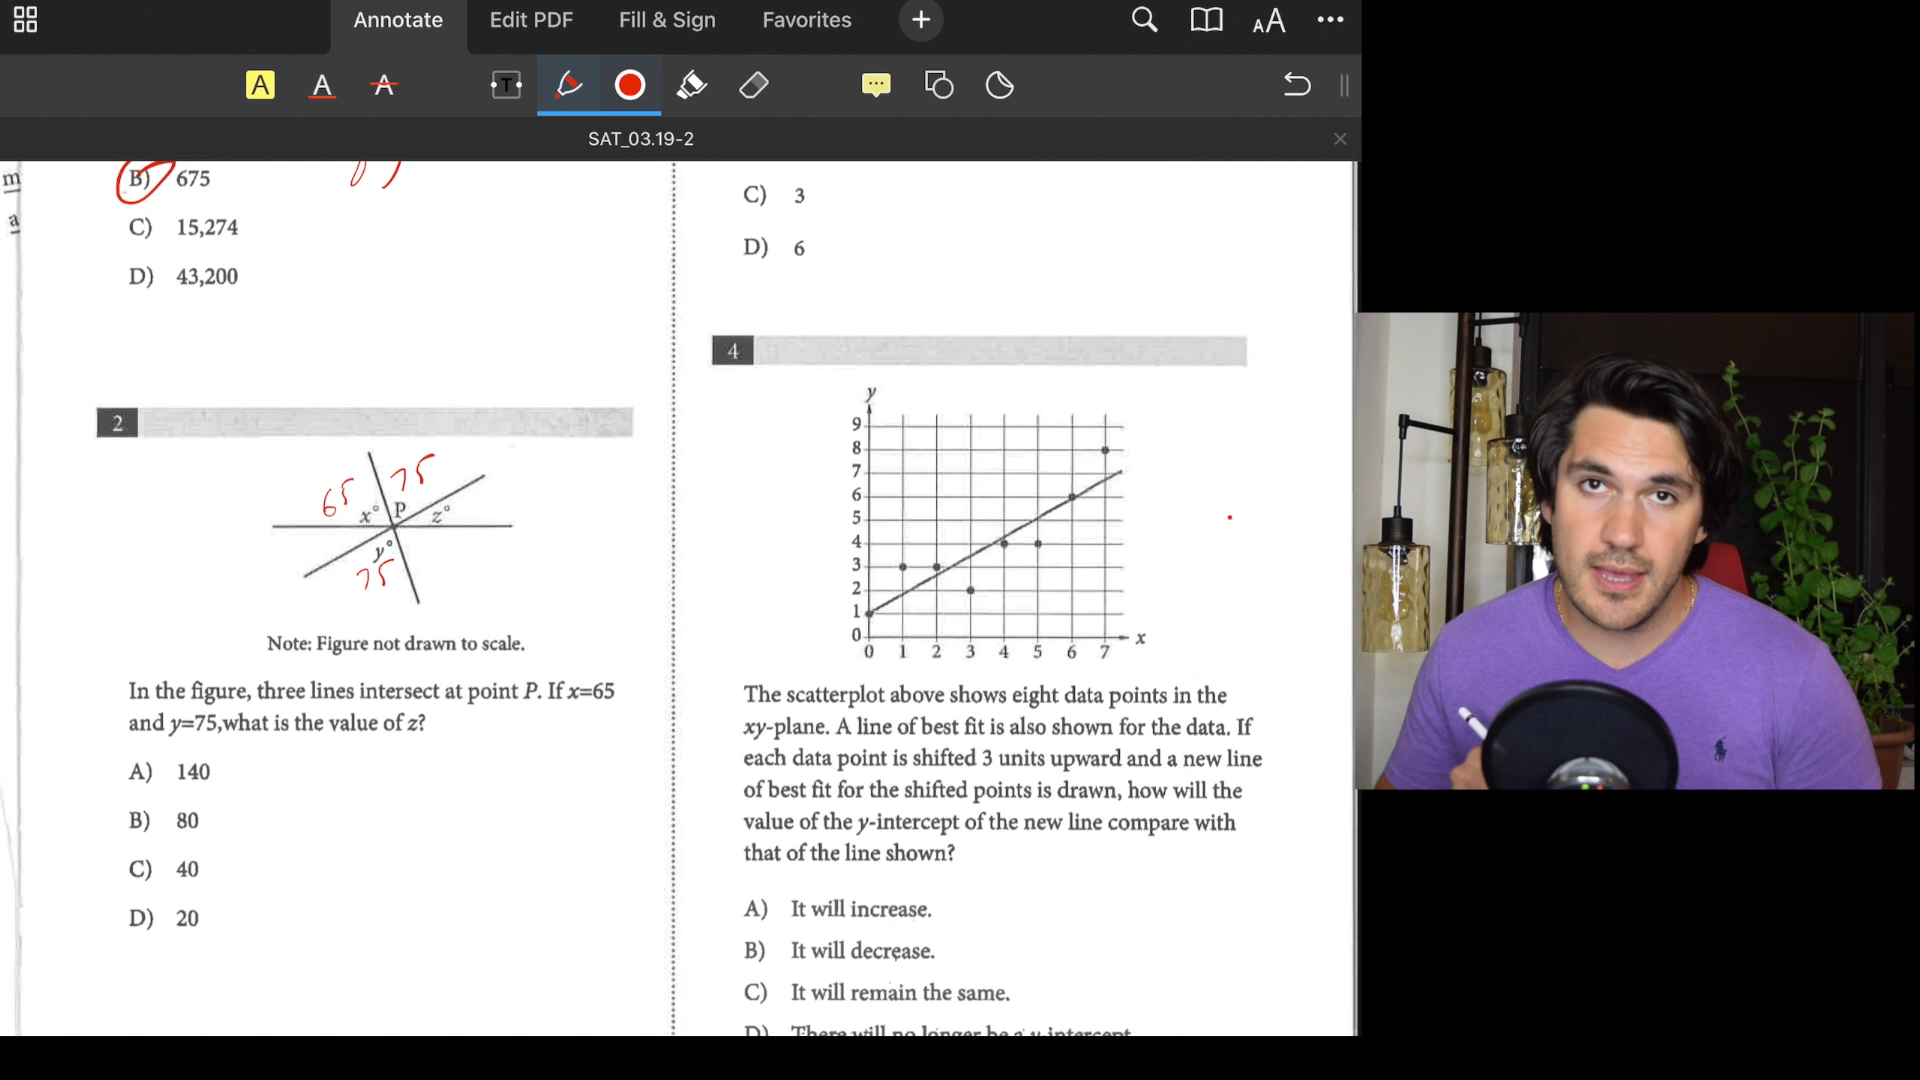 Annotate
Edit PDF
Fill & Sign
Favorites
AA
A
A
A
T
SAT_03.19-2
m
a
B) 675
C) 15,274
D) 43,200
2
65
75
x° P z°
y°
75
Note: Figure not drawn to scale.
In the figure, three lines intersect at point P. If x=65
and y=75,what is the value of z?
A) 140
B) 80
C) 40
D) 20
C) 3
D) 6
4
y
9
8
7
6
5
4
3
2
1
0
x
0 1 2 3 4 5 6 7
The scatterplot above shows eight data points in the
xy-plane. A line of best fit is also shown for the data. If
each data point is shifted 3 units upward and a new line
of best fit for the shifted points is drawn, how will the
value of the y-intercept of the new line compare with
that of the line shown?
A) It will increase.
B) It will decrease.
C) It will remain the same.
D) There will no longer be a y-intercept